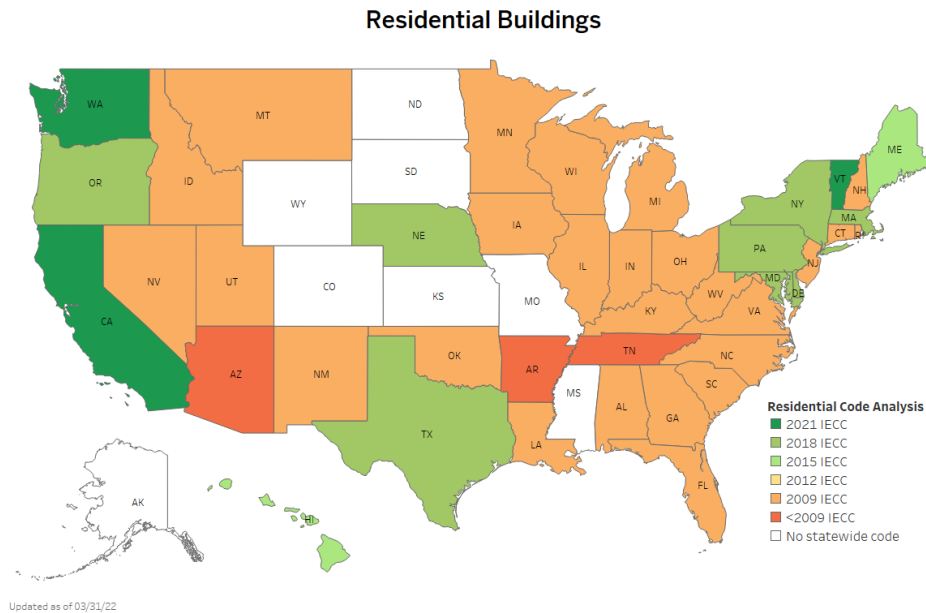 Residential Buildings
WA
MT
ND
MN
ME
OR
ID
SD
WI
VT
NH
WY
MI
NY
MA
CT
RI
NE
IA
PA
NV
UT
CO
KS
MO
IL
IN
OH
NJ
MD
DE
WV
VA
KY
CA
AZ
NM
OK
AR
TN
NC
SC
MS
AL
GA
TX
LA
FL
AK
HI
Residential Code Analysis
2021 IECC
2018 IECC
2015 IECC
2012 IECC
2009 IECC
<2009 IECC
No statewide code
Updated as of 03/31/22